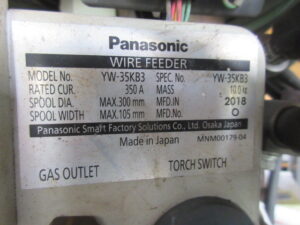 Panasonic
WIRE FEEDER
MODEL No. YW-35KB3 SPEC No. YW-35KB3
RATED CUR. 350 A MASS 10.0 kg
SPOOL DIA. MAX.300 mm MFD.IN 2018
SPOOL WIDTH MAX.105 mm MFD.No. O
Panasonic Smart Factory Solutions Co., Ltd. Osaka Japan
Made in Japan MNM00179-04
GAS OUTLET TORCH SWITCH